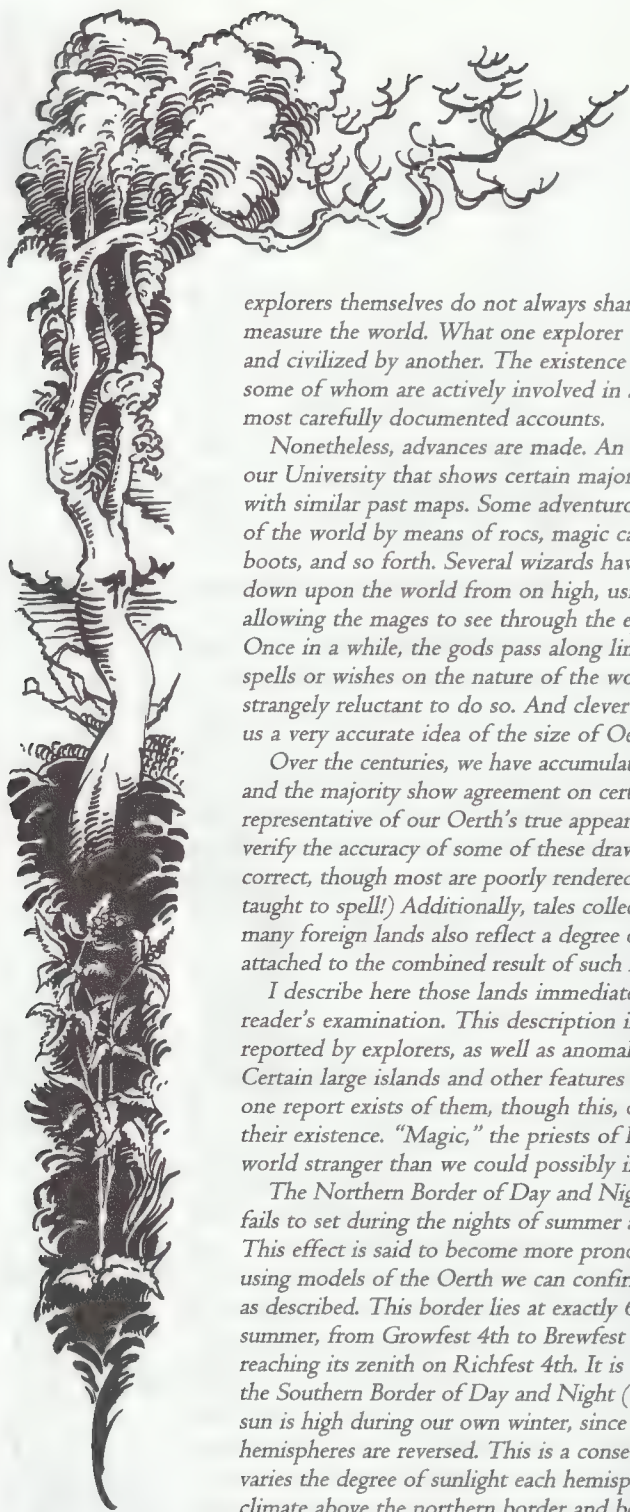 explorers themselves do not always shar
measure the world. What one explorer
and civilized by another. The existence
some of whom are actively involved in
most carefully documented accounts.
Nonetheless, advances are made. An
our University that shows certain major
with similar past maps. Some adventur
of the world by means of rocs, magic ca
boots, and so forth. Several wizards hav
down upon the world from on high, us
allowing the mages to see through the e
Once in a while, the gods pass along lim
spells or wishes on the nature of the wo
strangely reluctant to do so. And clever
us a very accurate idea of the size of Oe
Over the centuries, we have accumulat
and the majority show agreement on cert
representative of our Oerth's true appear
verify the accuracy of some of these draw
correct, though most are poorly rendered
taught to spell!) Additionally, tales collec
many foreign lands also reflect a degree
attached to the combined result of such
I describe here those lands immediate
reader's examination. This description i
reported by explorers, as well as anomal
Certain large islands and other features
one report exists of them, though this,
their existence. "Magic," the priests of
world stranger than we could possibly i
The Northern Border of Day and Nig
fails to set during the nights of summer
This effect is said to become more prono
using models of the Oerth we can confir
as described. This border lies at exactly 6
summer, from Growfest 4th to Brewfest
reaching its zenith on Richfest 4th. It is
the Southern Border of Day and Night (
sun is high during our own winter, since
hemispheres are reversed. This is a conse
varies the degree of sunlight each hemisp
climate above the northern border and b